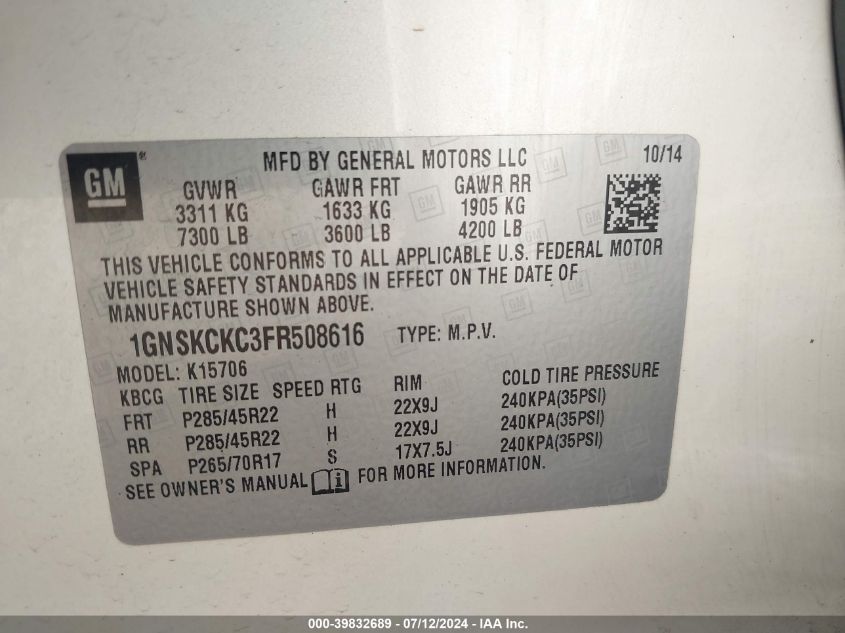 GM
MFD BY GENERAL MOTORS LLC 10/14
GVWR GAWR FRT GAWR RR
3311 KG 1633 KG 1905 KG
7300 LB 3600 LB 4200 LB
THIS VEHICLE CONFORMS TO ALL APPLICABLE U.S. FEDERAL MOTOR
VEHICLE SAFETY STANDARDS IN EFFECT ON THE DATE OF
MANUFACTURE SHOWN ABOVE.
1GNSKCKC3FR508616 TYPE: M.P.V.
MODEL: K15706
KBCG TIRE SIZE SPEED RTG RIM COLD TIRE PRESSURE
FRT P285/45R22 H 22X9J 240KPA(35PSI)
RR P285/45R22 H 22X9J 240KPA(35PSI)
SPA P265/70R17 S 17X7.5J 240KPA(35PSI)
SEE OWNER'S MANUAL i FOR MORE INFORMATION.
000-39832689 - 07/12/2024 - IAA Inc.